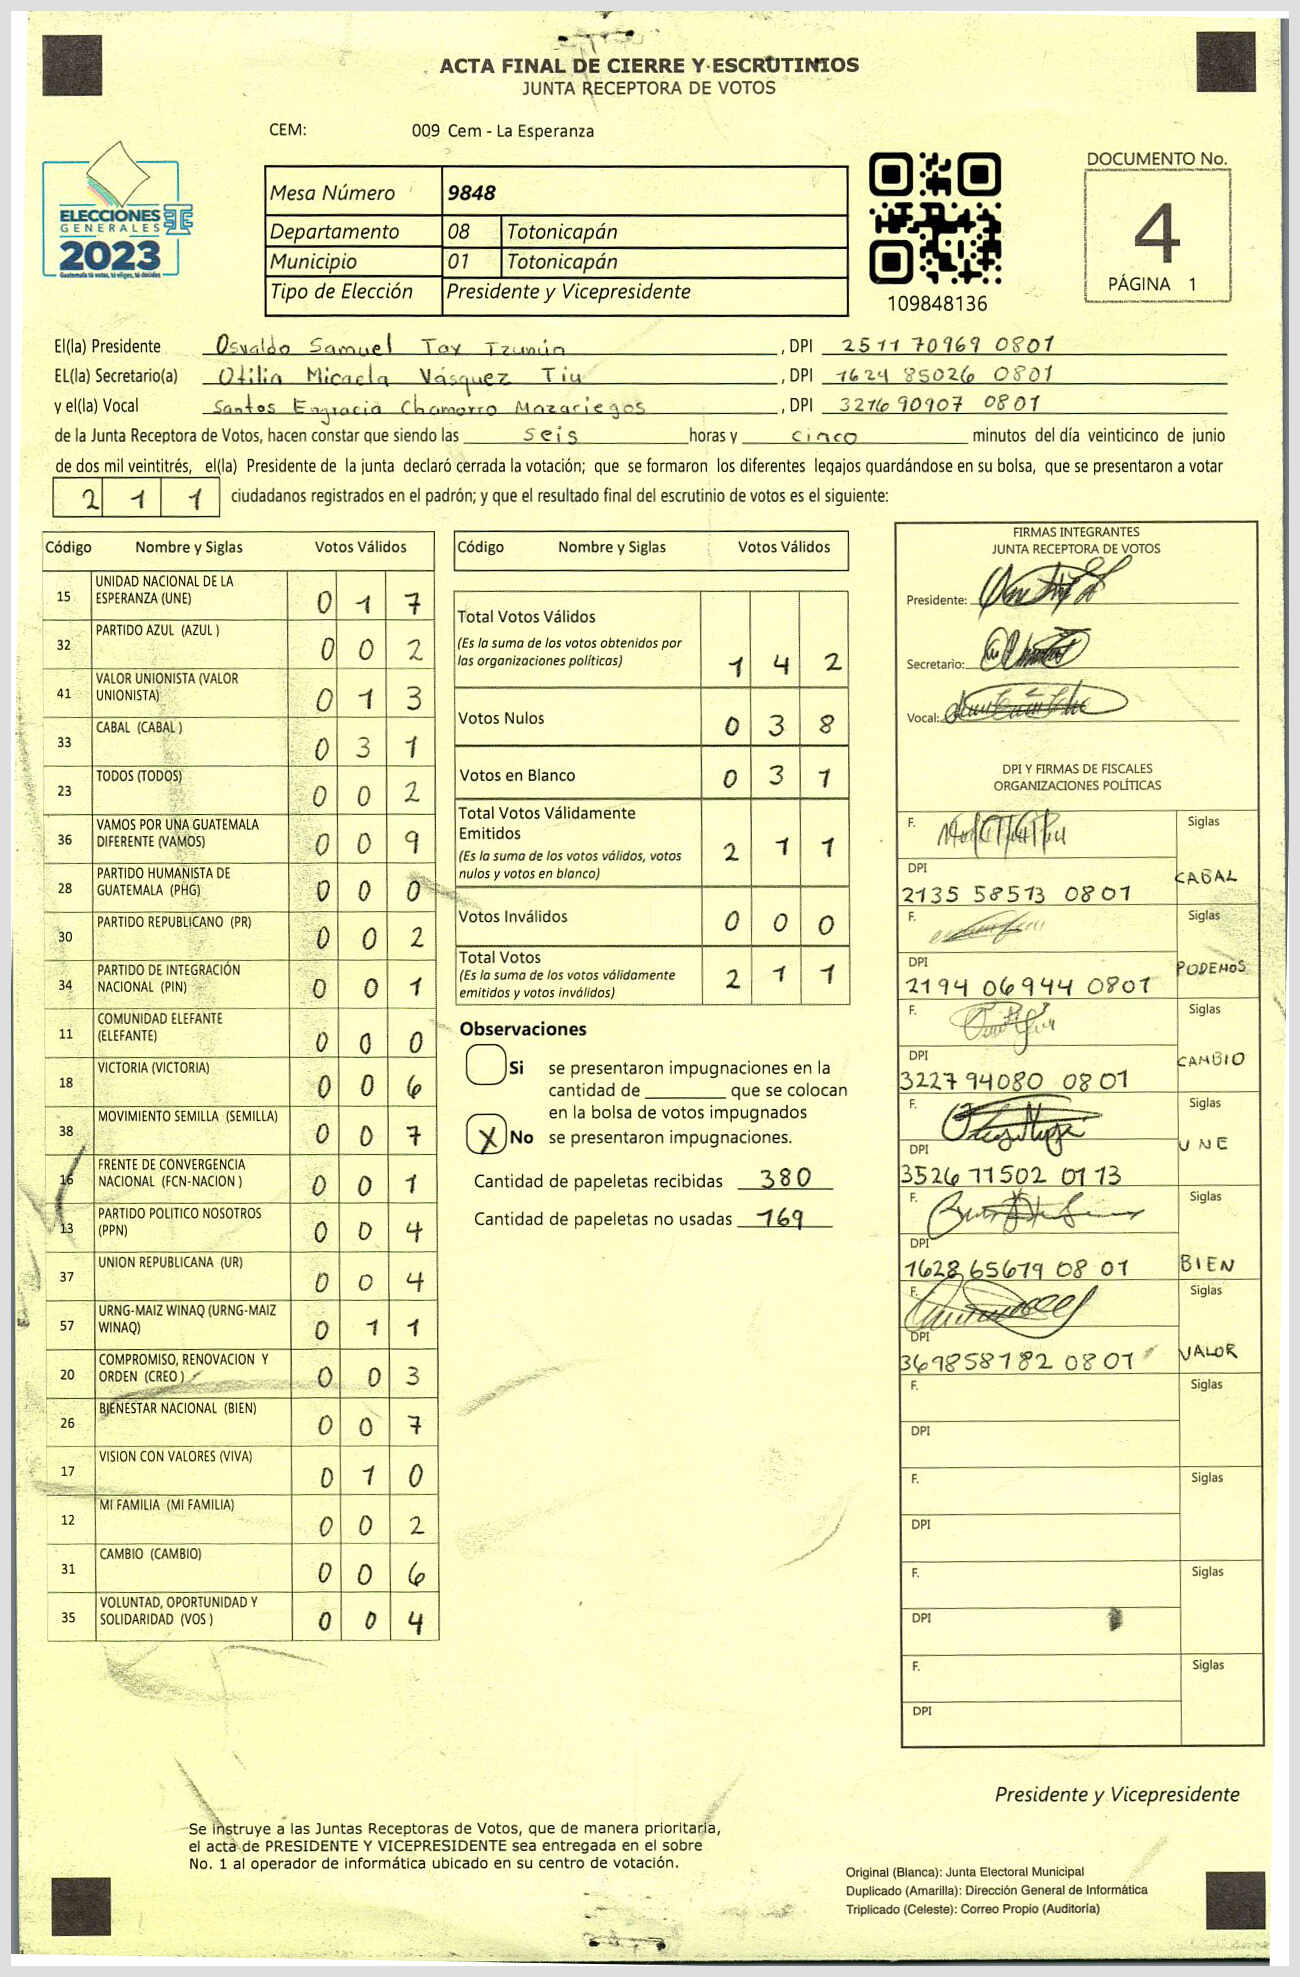 ACTA FINAL DE CIERRE Y ESCRUTINIOS
JUNTA RECEPTORA DE VOTOS
CEM: 009 Cem - La Esperanza
ELECCIONES
GENERALES
2023
Guatemala tú votas, tú eliges, tú decides
Mesa Número 9848
Departamento 08 Totonicapán
Municipio 01 Totonicapán
Tipo de Elección Presidente y Vicepresidente
109848136
DOCUMENTO No.
4
PÁGINA 1
El(la) Presidente Osvaldo Samuel Tax Tzunún, DPI 2511 70969 0801
EL(la) Secretario(a) Otilia Micaela Vásquez Tiu, DPI 1624 85026 0801
y el(la) Vocal Santos Engracia Chamorro Mazariegos, DPI 3216 90907 0801
de la Junta Receptora de Votos, hacen constar que siendo las seis horas y cinco minutos del día veinticinco de junio
de dos mil veintitrés, el(la) Presidente de la junta declaró cerrada la votación; que se formaron los diferentes legajos guardándose en su bolsa, que se presentaron a votar
2 1 1 ciudadanos registrados en el padrón; y que el resultado final del escrutinio de votos es el siguiente:
Código Nombre y Siglas Votos Válidos
15 UNIDAD NACIONAL DE LA ESPERANZA (UNE) 0 1 7
32 PARTIDO AZUL (AZUL ) 0 0 2
41 VALOR UNIONISTA (VALOR UNIONISTA) 0 1 3
33 CABAL (CABAL ) 0 3 1
23 TODOS (TODOS) 0 0 2
36 VAMOS POR UNA GUATEMALA DIFERENTE (VAMOS) 0 0 9
28 PARTIDO HUMANISTA DE GUATEMALA (PHG) 0 0 0
30 PARTIDO REPUBLICANO (PR) 0 0 2
34 PARTIDO DE INTEGRACIÓN NACIONAL (PIN) 0 0 1
11 COMUNIDAD ELEFANTE (ELEFANTE) 0 0 0
18 VICTORIA (VICTORIA) 0 0 6
38 MOVIMIENTO SEMILLA (SEMILLA) 0 0 7
16 FRENTE DE CONVERGENCIA NACIONAL (FCN-NACION ) 0 0 1
13 PARTIDO POLITICO NOSOTROS (PPN) 0 0 4
37 UNION REPUBLICANA (UR) 0 0 4
57 URNG-MAIZ WINAQ (URNG-MAIZ WINAQ) 0 1 1
20 COMPROMISO, RENOVACION Y ORDEN (CREO ) 0 0 3
26 BIENESTAR NACIONAL (BIEN) 0 0 7
17 VISION CON VALORES (VIVA) 0 1 0
12 MI FAMILIA (MI FAMILIA) 0 0 2
31 CAMBIO (CAMBIO) 0 0 6
35 VOLUNTAD, OPORTUNIDAD Y SOLIDARIDAD (VOS ) 0 0 4
Código Nombre y Siglas Votos Válidos
Total Votos Válidos
(Es la suma de los votos obtenidos por
las organizaciones políticas) 1 4 2
Votos Nulos 0 3 8
Votos en Blanco 0 3 1
Total Votos Válidamente
Emitidos
(Es la suma de los votos válidos, votos
nulos y votos en blanco) 2 1 1
Votos Inválidos 0 0 0
Total Votos
(Es la suma de los votos válidamente
emitidos y votos inválidos) 2 1 1
Observaciones
Si se presentaron impugnaciones en la
cantidad de ________ que se colocan
en la bolsa de votos impugnados
X No se presentaron impugnaciones.
Cantidad de papeletas recibidas 380
Cantidad de papeletas no usadas 169
FIRMAS INTEGRANTES
JUNTA RECEPTORA DE VOTOS
Presidente:
Secretario:
Vocal:
DPI Y FIRMAS DE FISCALES
ORGANIZACIONES POLÍTICAS
F. Siglas
DPI CABAL
2135 58513 0801
F. Siglas
DPI PODEMOS
2194 06944 0801
F. Siglas
DPI CAMBIO
3227 94080 0801
F. Siglas
DPI UNE
3526 71502 0113
F. Siglas
DPI BIEN
1628 65679 0801
F. Siglas
DPI VALOR
3698 58182 0801
F. Siglas
DPI
F. Siglas
DPI
F. Siglas
DPI
F. Siglas
DPI
Presidente y Vicepresidente
Se instruye a las Juntas Receptoras de Votos, que de manera prioritaria,
el acta de PRESIDENTE Y VICEPRESIDENTE sea entregada en el sobre
No. 1 al operador de informática ubicado en su centro de votación.
Original (Blanca): Junta Electoral Municipal
Duplicado (Amarilla): Dirección General de Informática
Triplicado (Celeste): Correo Propio (Auditoría)